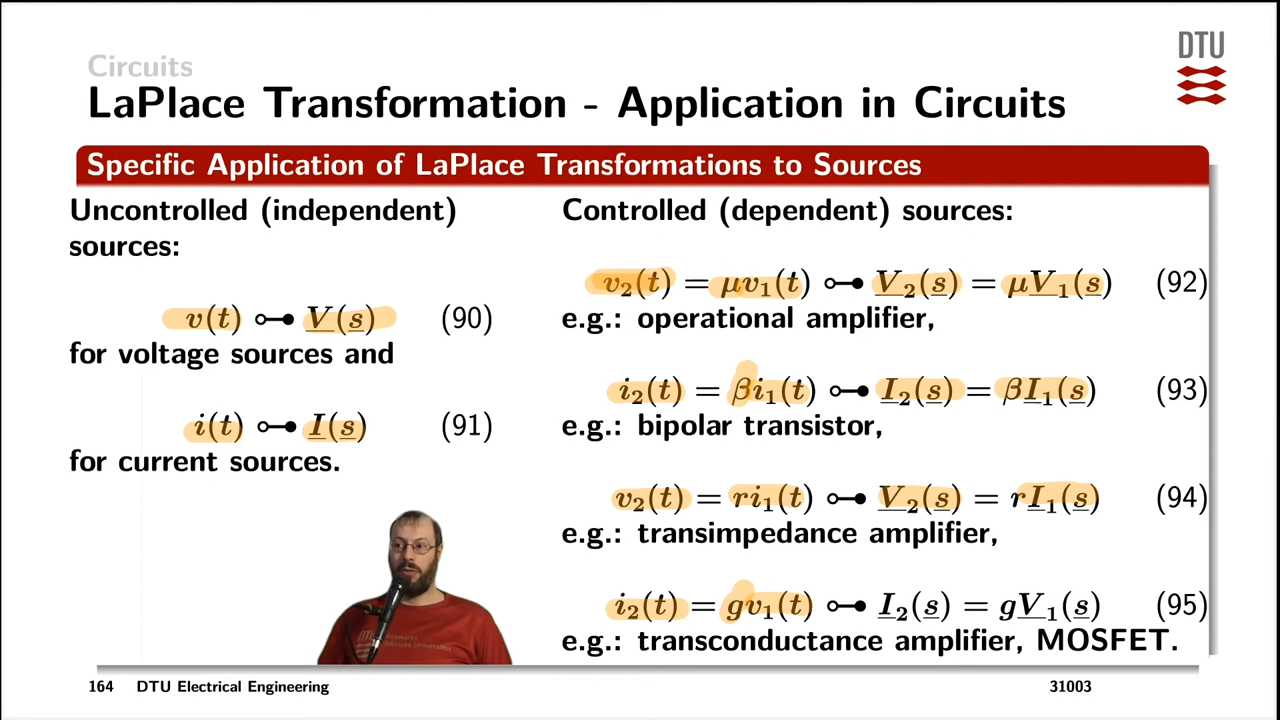 Circuits
DTU
LaPlace Transformation - Application in Circuits
Specific Application of LaPlace Transformations to Sources
Uncontrolled (independent)
sources:
v(t) ⊶ V(s) (90)
for voltage sources and
i(t) ⊶ I(s) (91)
for current sources.
Controlled (dependent) sources:
v₂(t) = μv₁(t) ⊶ V₂(s) = μV₁(s) (92)
e.g.: operational amplifier,
i₂(t) = βi₁(t) ⊶ I₂(s) = βI₁(s) (93)
e.g.: bipolar transistor,
v₂(t) = ri₁(t) ⊶ V₂(s) = rI₁(s) (94)
e.g.: transimpedance amplifier,
i₂(t) = gv₁(t) ⊶ I₂(s) = gV₁(s) (95)
e.g.: transconductance amplifier, MOSFET.
DTU
164 DTU Electrical Engineering 31003